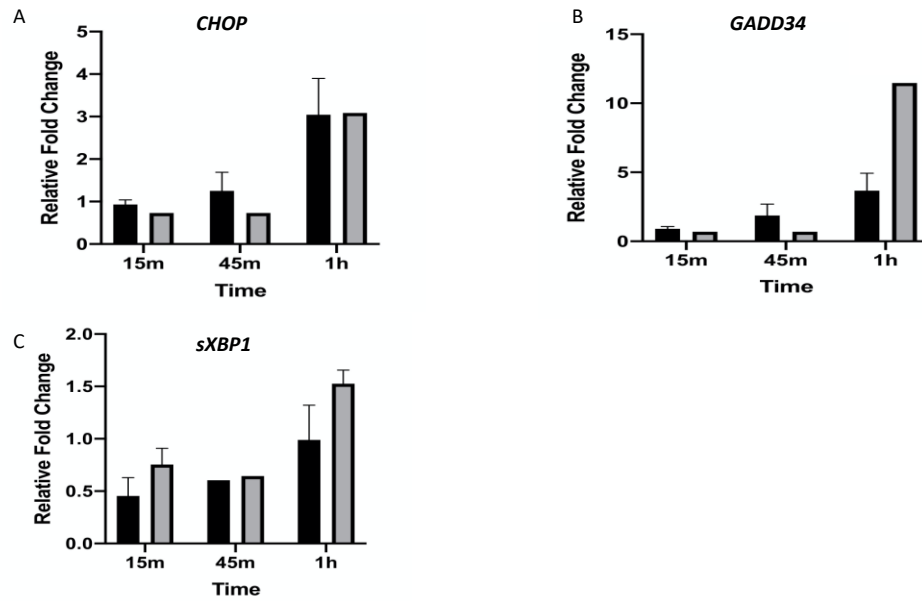 A
CHOP
Relative Fold Change
5
4
3
2
1
0
15m 45m 1h
Time
B
GADD34
Relative Fold Change
15
10
5
0
15m 45m 1h
Time
C
sXBP1
Relative Fold Change
2.0
1.5
1.0
0.5
0.0
15m 45m 1h
Time